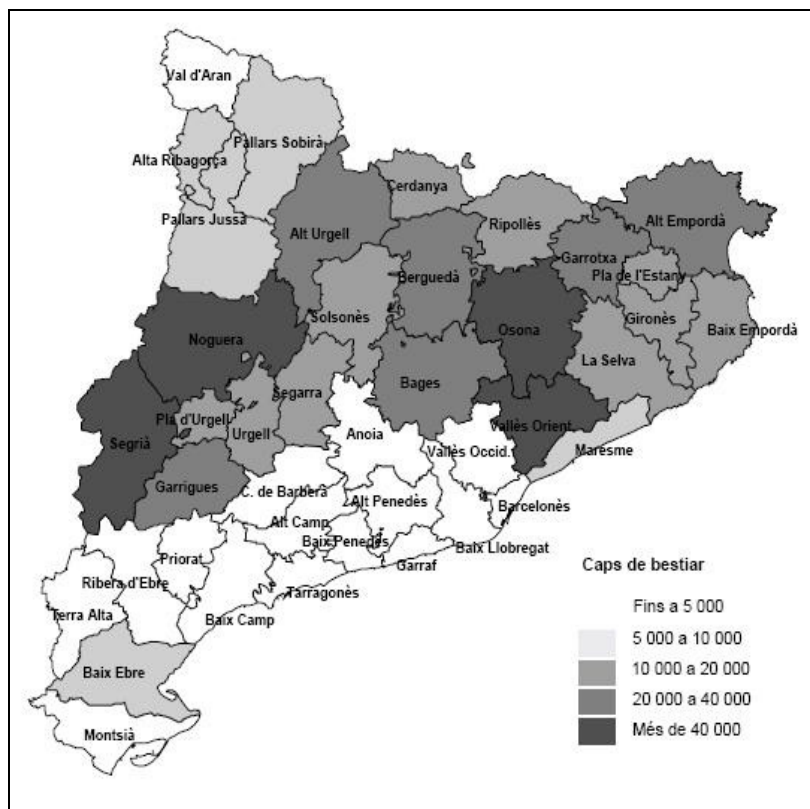 Val d'Aran
Pallars Sobirà
Alta Ribagorça
Cerdanya
Pallars Jussà
Ripollès
Alt Empordà
Alt Urgell
Garrotxa
Pla de l'Estany
Berguedà
Solsonès
Gironès
Noguera
Osona
Baix Empordà
La Selva
Segarra
Bages
Pla d'Urgell
Vallès Orient.
Urgell
Anoia
Segrià
Vallès Occid.
Maresme
Garrigues
C. de Barberà
Alt Penedès
Barcelonès
Alt Camp
Baix Penedès
Baix Llobregat
Priorat
Garraf
Ribera d'Ebre
Tarragonès
Terra Alta
Baix Camp
Baix Ebre
Montsià
Caps de bestiar
Fins a 5 000
5 000 a 10 000
10 000 a 20 000
20 000 a 40 000
Més de 40 000